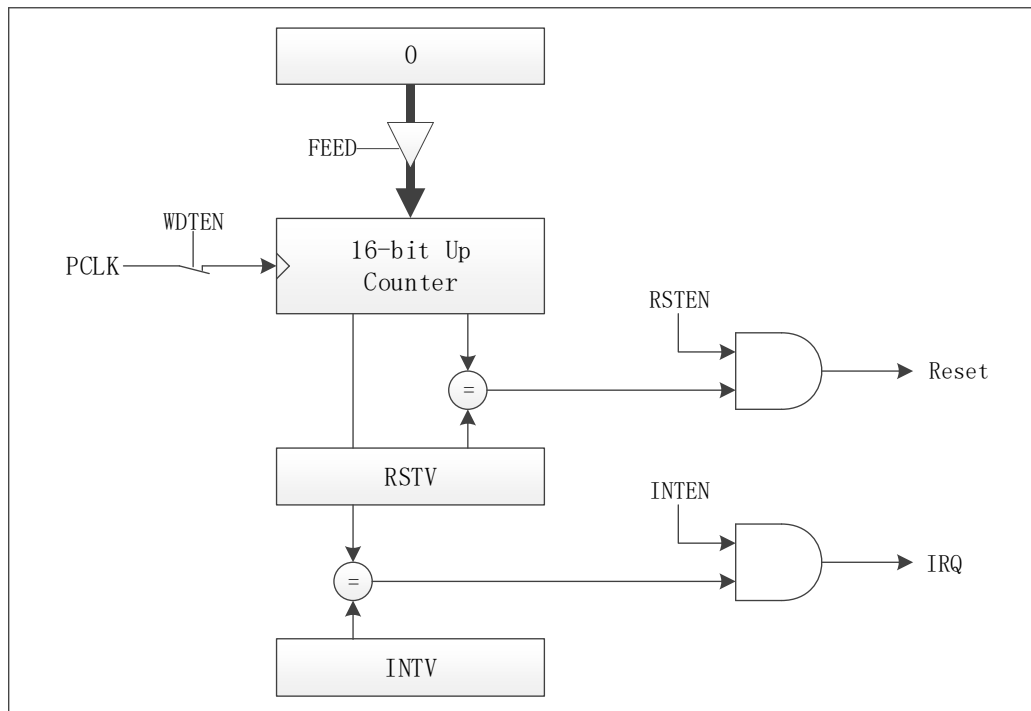 0
FEED
WDTEN
PCLK
16-bit Up
Counter
RSTEN
=
Reset
RSTV
INTEN
=
IRQ
INTV